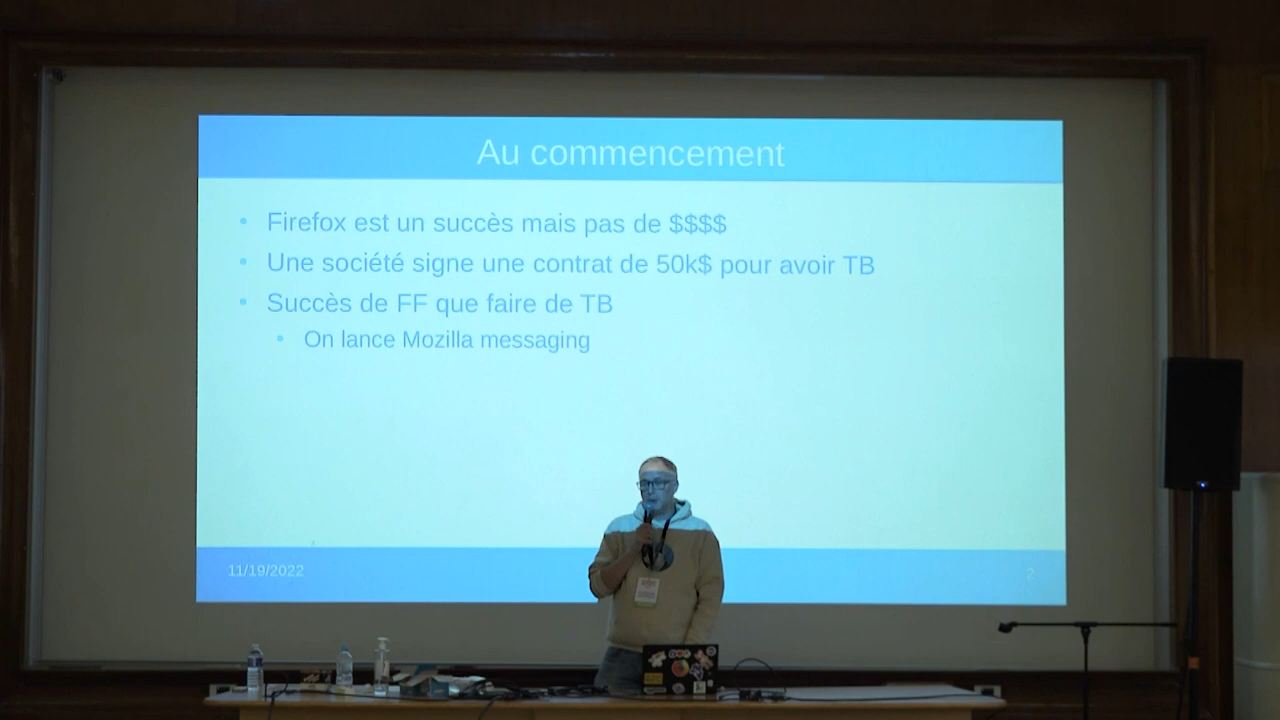 Au commencement
• Firefox est un succès mais pas de $$$$
• Une société signe une contrat de 50k$ pour avoir TB
• Succès de FF que faire de TB
• On lance Mozilla messaging
11/19/2022
2